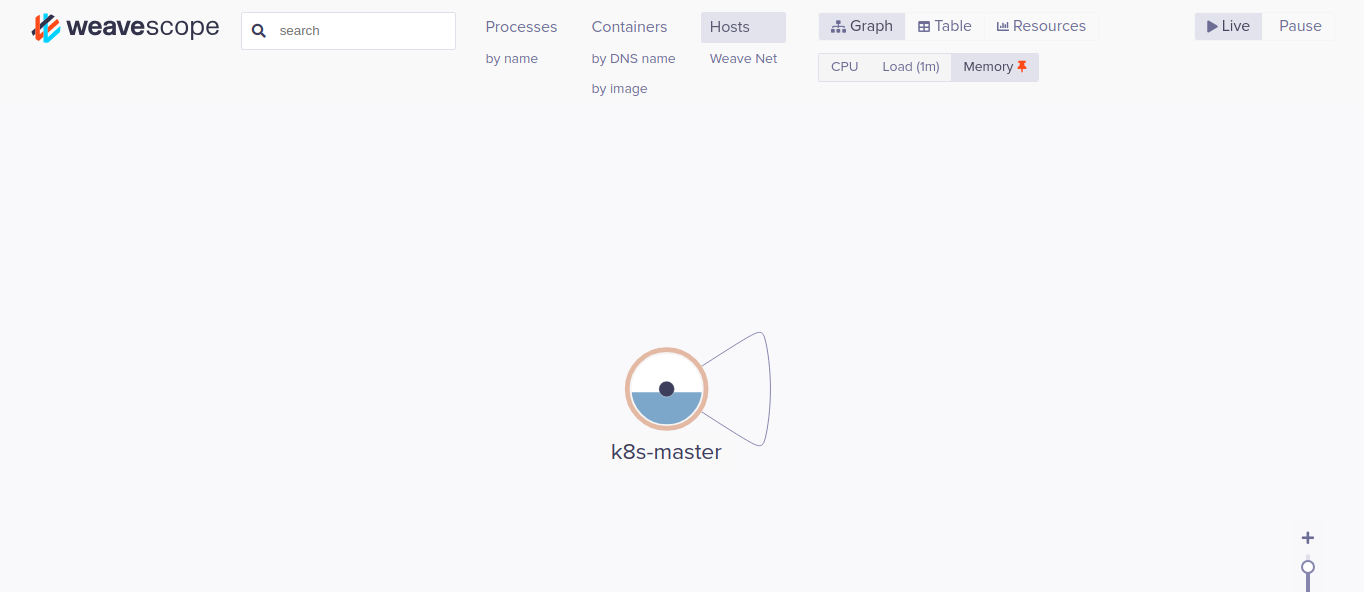 weavescope
search
Processes
by name
Containers
by DNS name
by image
Hosts
Weave Net
Graph Table Resources
CPU Load (1m) Memory
Live Pause
k8s-master
+